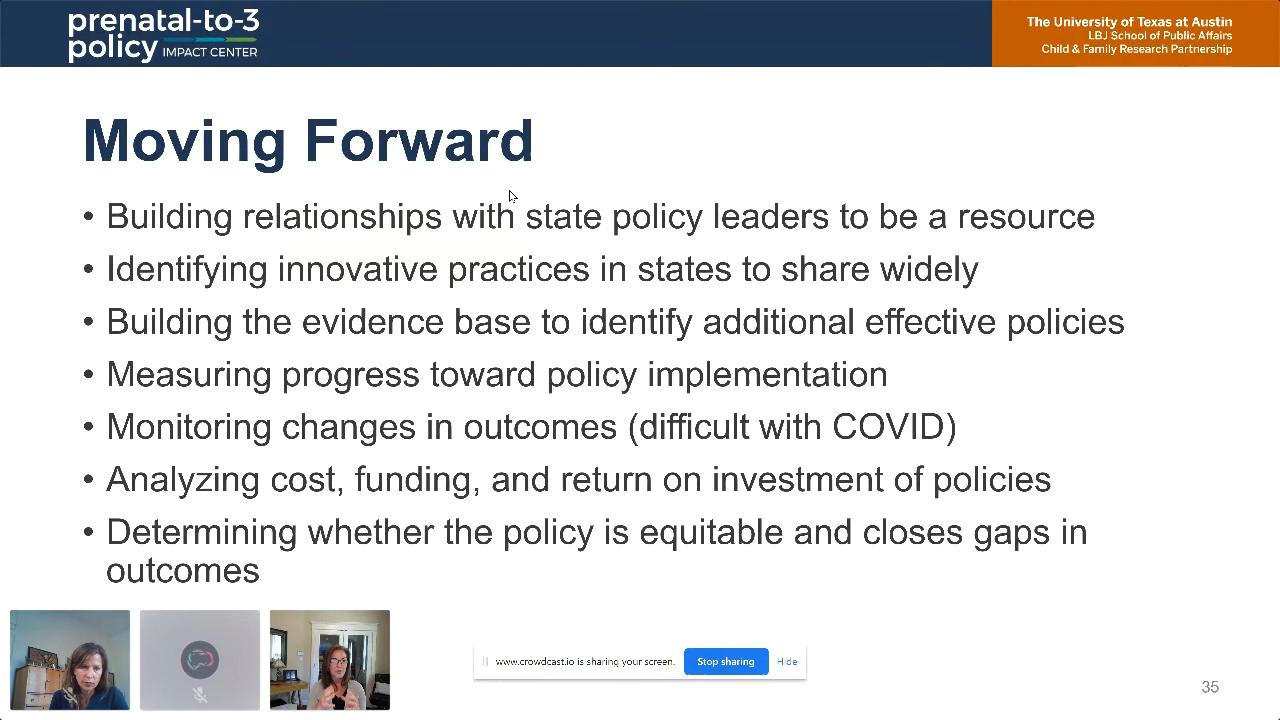 prenatal-to-3
policy IMPACT CENTER
The University of Texas at Austin
LBJ School of Public Affairs
Child & Family Research Partnership
Moving Forward
• Building relationships with state policy leaders to be a resource
• Identifying innovative practices in states to share widely
• Building the evidence base to identify additional effective policies
• Measuring progress toward policy implementation
• Monitoring changes in outcomes (difficult with COVID)
• Analyzing cost, funding, and return on investment of policies
• Determining whether the policy is equitable and closes gaps in
outcomes
www.crowdcast.io is sharing your screen. Stop sharing Hide
35